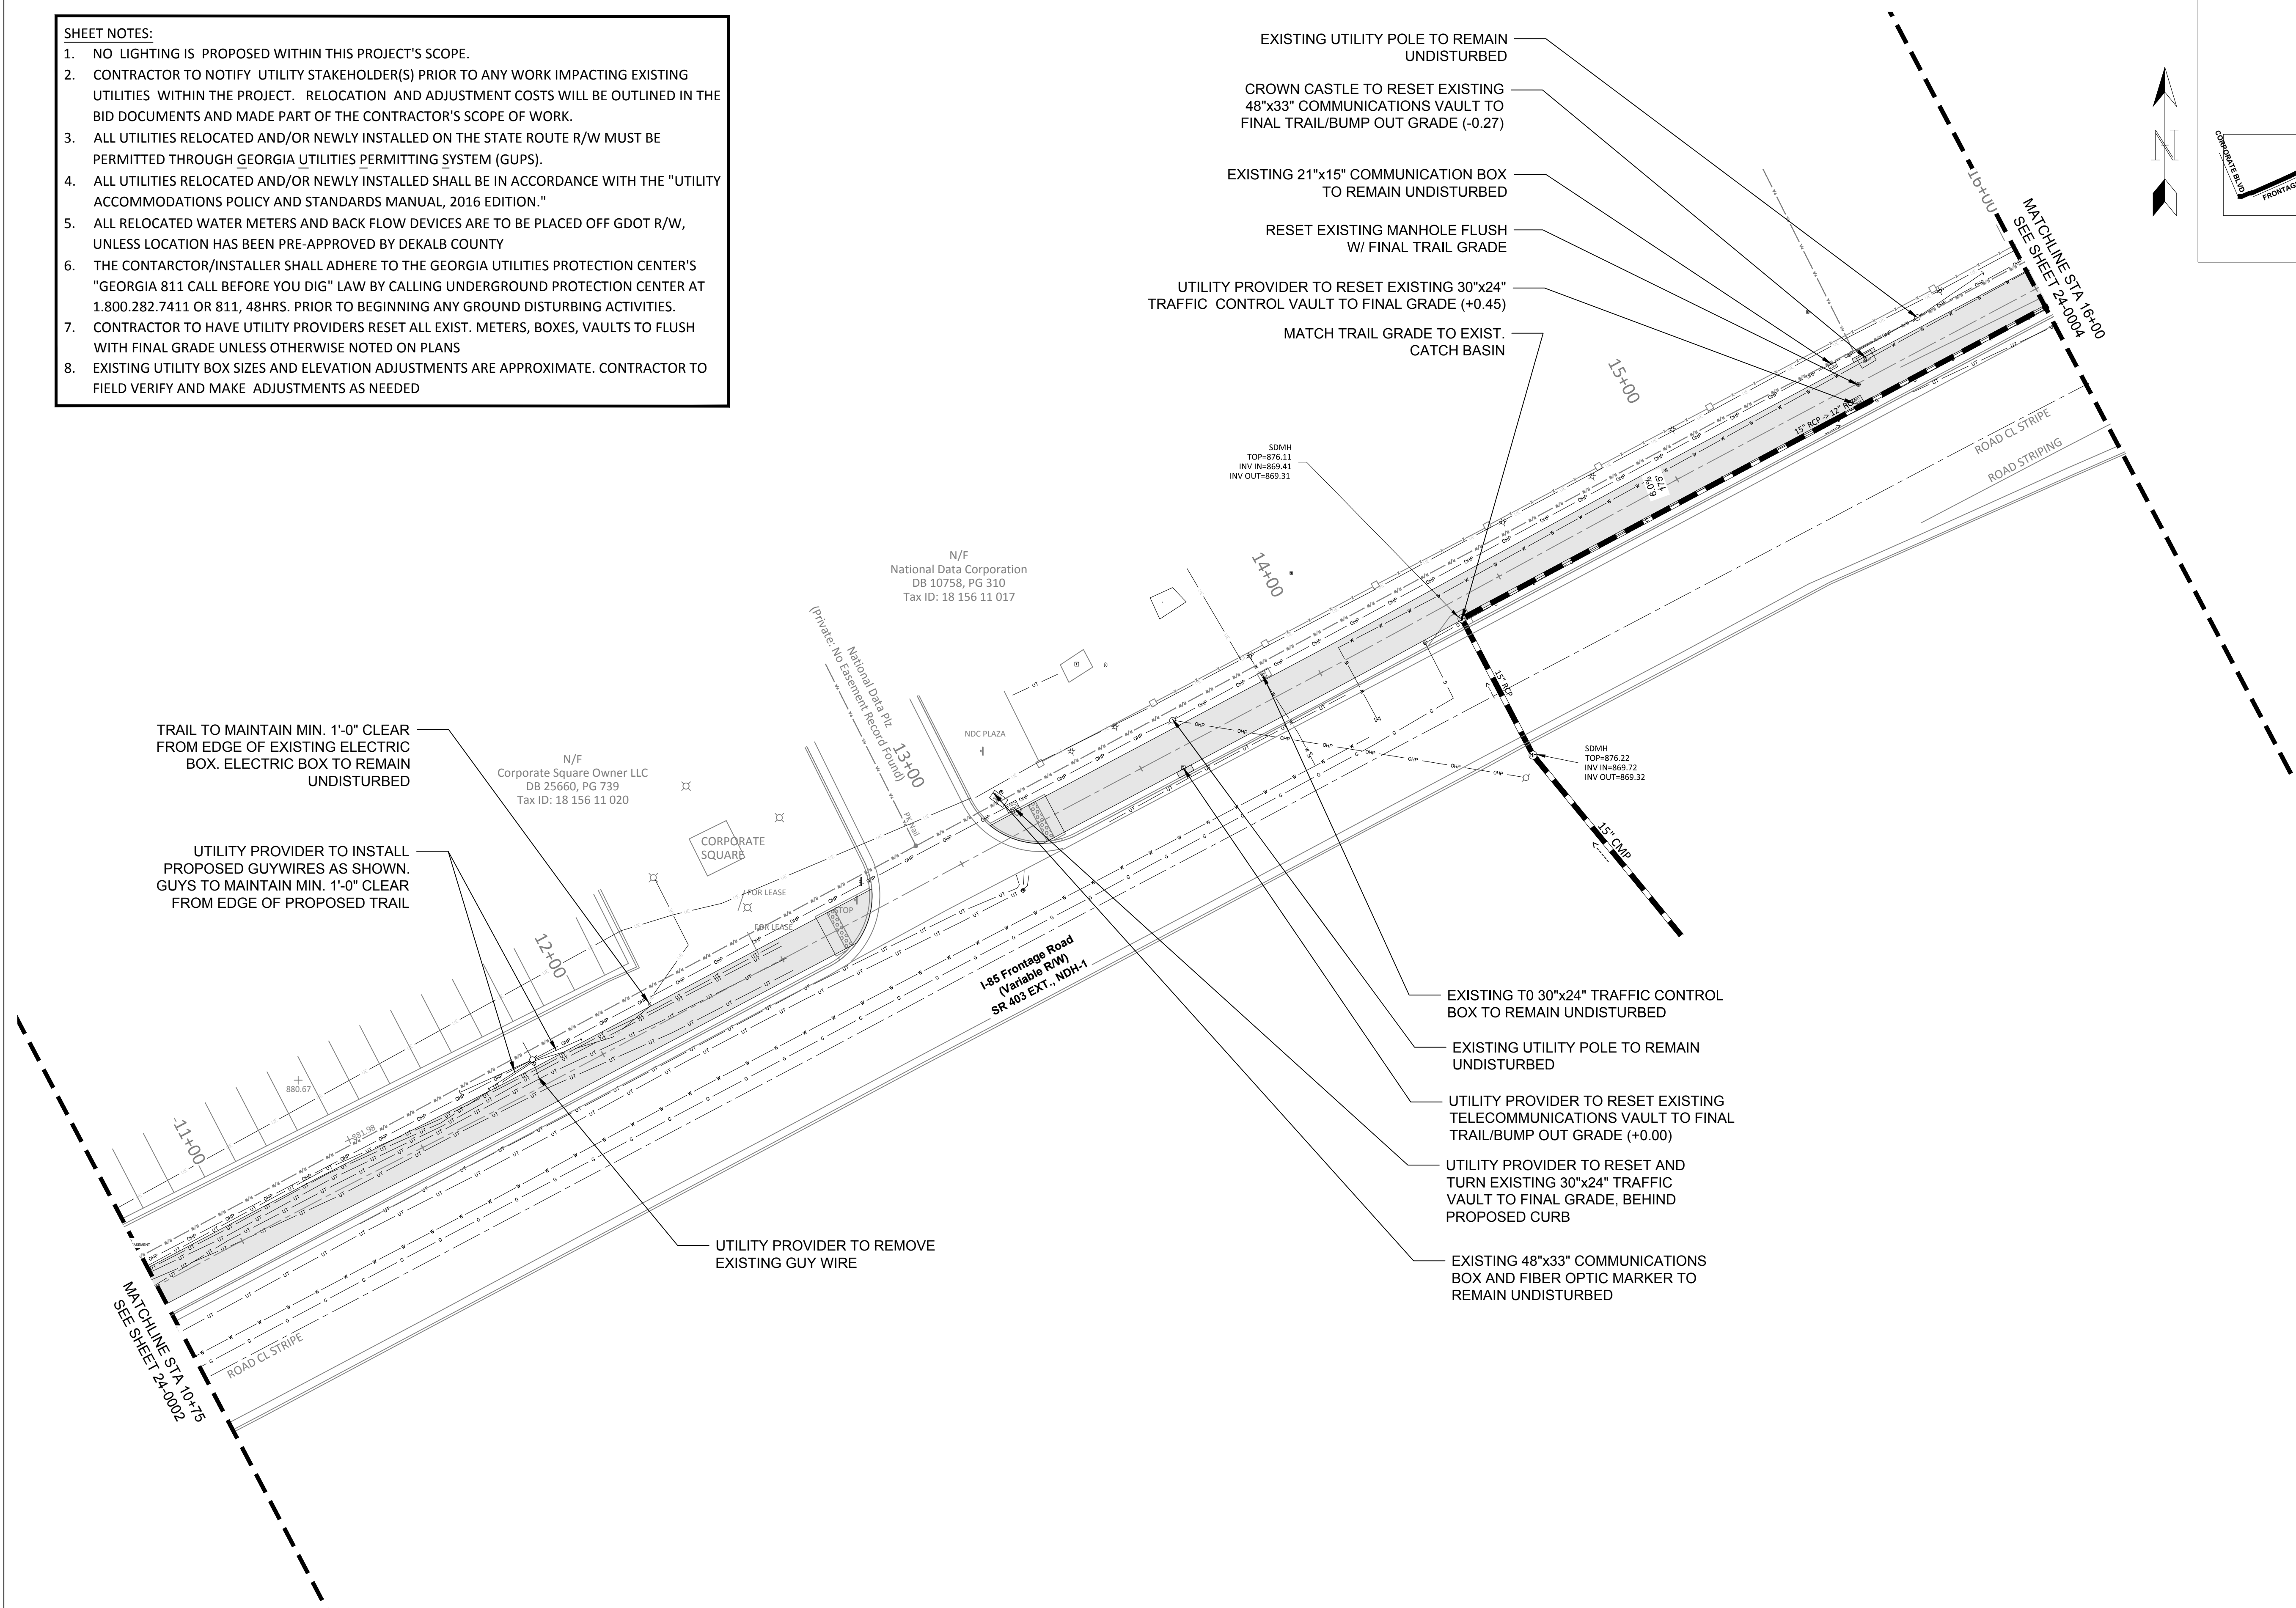 SHEET NOTES:
1. NO LIGHTING IS PROPOSED WITHIN THIS PROJECT'S SCOPE.
2. CONTRACTOR TO NOTIFY UTILITY STAKEHOLDER(S) PRIOR TO ANY WORK IMPACTING EXISTING
UTILITIES WITHIN THE PROJECT. RELOCATION AND ADJUSTMENT COSTS WILL BE OUTLINED IN THE
BID DOCUMENTS AND MADE PART OF THE CONTRACTOR'S SCOPE OF WORK.
3. ALL UTILITIES RELOCATED AND/OR NEWLY INSTALLED ON THE STATE ROUTE R/W MUST BE
PERMITTED THROUGH GEORGIA UTILITIES PERMITTING SYSTEM (GUPS).
4. ALL UTILITIES RELOCATED AND/OR NEWLY INSTALLED SHALL BE IN ACCORDANCE WITH THE "UTILITY
ACCOMMODATIONS POLICY AND STANDARDS MANUAL, 2016 EDITION."
5. ALL RELOCATED WATER METERS AND BACK FLOW DEVICES ARE TO BE PLACED OFF GDOT R/W,
UNLESS LOCATION HAS BEEN PRE-APPROVED BY DEKALB COUNTY
6. THE CONTARCTOR/INSTALLER SHALL ADHERE TO THE GEORGIA UTILITIES PROTECTION CENTER'S
"GEORGIA 811 CALL BEFORE YOU DIG" LAW BY CALLING UNDERGROUND PROTECTION CENTER AT
1.800.282.7411 OR 811, 48HRS. PRIOR TO BEGINNING ANY GROUND DISTURBING ACTIVITIES.
7. CONTRACTOR TO HAVE UTILITY PROVIDERS RESET ALL EXIST. METERS, BOXES, VAULTS TO FLUSH
WITH FINAL GRADE UNLESS OTHERWISE NOTED ON PLANS
8. EXISTING UTILITY BOX SIZES AND ELEVATION ADJUSTMENTS ARE APPROXIMATE. CONTRACTOR TO
FIELD VERIFY AND MAKE ADJUSTMENTS AS NEEDED
EXISTING UTILITY POLE TO REMAIN
UNDISTURBED
CROWN CASTLE TO RESET EXISTING
48"x33" COMMUNICATIONS VAULT TO
FINAL TRAIL/BUMP OUT GRADE (-0.27)
EXISTING 21"x15" COMMUNICATION BOX
TO REMAIN UNDISTURBED
RESET EXISTING MANHOLE FLUSH
W/ FINAL TRAIL GRADE
UTILITY PROVIDER TO RESET EXISTING 30"x24"
TRAFFIC CONTROL VAULT TO FINAL GRADE (+0.45)
MATCH TRAIL GRADE TO EXIST.
CATCH BASIN
N
CORPORATE BLVD
16+00
MATCHLINE STA 16+00
SEE SHEET 24-0004
15+00
15" RCP -> 12" RCP
ROAD CL STRIPE
ROAD STRIPING
6.0%
175'
SDMH
TOP=876.11
INV IN=869.41
INV OUT=869.31
14+00
N/F
National Data Corporation
DB 10758, PG 310
Tax ID: 18 156 11 017
National Data Plz
(Private: No Easement Record Found)
13+00
NDC PLAZA
PK Nail
15" RCP
SDMH
TOP=876.22
INV IN=869.72
INV OUT=869.32
15" CMP
TRAIL TO MAINTAIN MIN. 1'-0" CLEAR
FROM EDGE OF EXISTING ELECTRIC
BOX. ELECTRIC BOX TO REMAIN
UNDISTURBED
N/F
Corporate Square Owner LLC
DB 25660, PG 739
Tax ID: 18 156 11 020
CORPORATE
SQUARE
FOR LEASE
STOP
FOR LEASE
UTILITY PROVIDER TO INSTALL
PROPOSED GUYWIRES AS SHOWN.
GUYS TO MAINTAIN MIN. 1'-0" CLEAR
FROM EDGE OF PROPOSED TRAIL
12+00
I-85 Frontage Road
(Variable R/W)
SR 403 EXT., NDH-1
EXISTING T0 30"x24" TRAFFIC CONTROL
BOX TO REMAIN UNDISTURBED
EXISTING UTILITY POLE TO REMAIN
UNDISTURBED
UTILITY PROVIDER TO RESET EXISTING
TELECOMMUNICATIONS VAULT TO FINAL
TRAIL/BUMP OUT GRADE (+0.00)
UTILITY PROVIDER TO RESET AND
TURN EXISTING 30"x24" TRAFFIC
VAULT TO FINAL GRADE, BEHIND
PROPOSED CURB
EXISTING 48"x33" COMMUNICATIONS
BOX AND FIBER OPTIC MARKER TO
REMAIN UNDISTURBED
880.67
881.98
11+00
UTILITY PROVIDER TO REMOVE
EXISTING GUY WIRE
MATCHLINE STA 10+75
SEE SHEET 24-0002
ROAD CL STRIPE